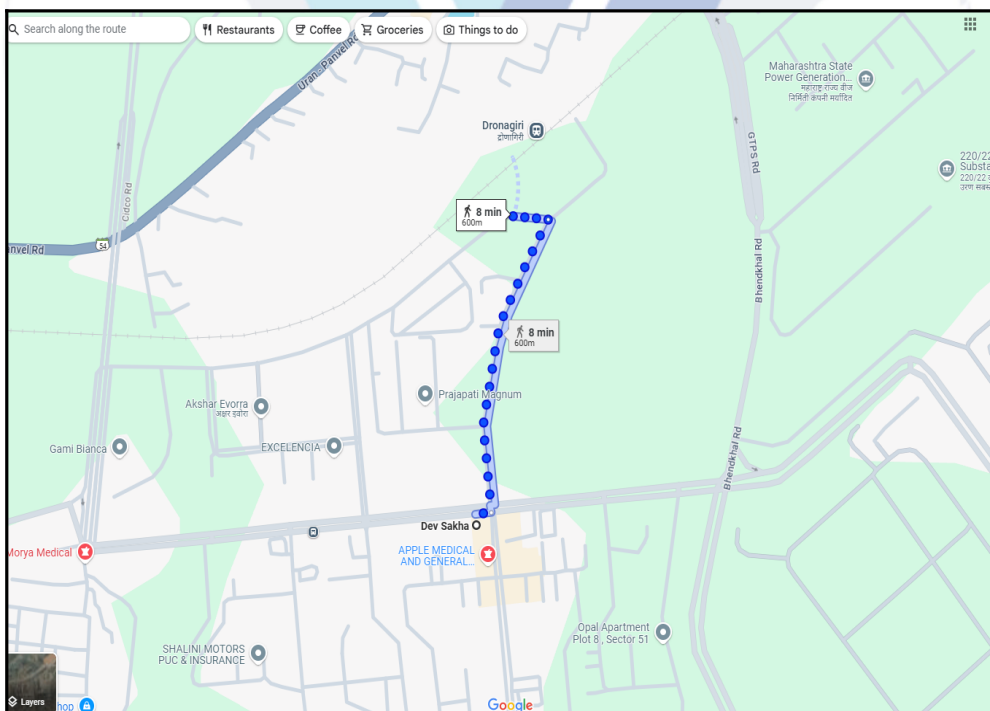 Search along the route
Restaurants
Coffee
Groceries
Things to do
Uran - Panvel Rd
Maharashtra State
Power Generation...
महाराष्ट्र राज्य वीज
निर्मिती कंपनी मर्यादित
Dronagiri
द्रोणागिरी
GTPS Rd
220/22
Substa
220/22
उरण सबस
Cidco Rd
8 min
600m
54
anvel Rd
Bhendkhal Rd
8 min
600m
Prajapati Magnum
Akshar Evorra
अक्षर इवोरा
Gami Bianca
EXCELENCIA
Bhendkhal Rd
Dev Sakha
Morya Medical
APPLE MEDICAL
AND GENERAL...
Opal Apartment
Plot 8 , Sector 51
SHALINI MOTORS
PUC & INSURANCE
Layers
hop
Google